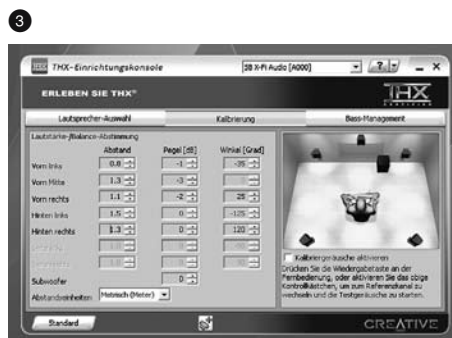 3
THX-Einrichtungskonsole
SB X-Fi Audio [A000]
?
ERLEBEN SIE THX®
THX
Lautsprecher-Auswahl Kalibrierung Bass-Management
Lautstärke-/Balance-Abstimmung
Abstand Pegel [dB] Winkel [Grad]
Vorn links 0.8 -1 -35
Vorn Mitte 1.3 -3
Vorn rechts 1.1 -2 25
Hinten links 1.5 0 -125
Hinten rechts 1.3 0 120
Subwoofer 0
Abstandseinheiten Metrisch (Meter)
Kalibriergeräusche aktivieren
Drücken Sie die Wiedergabetaste an der
Fernbedienung, oder aktivieren Sie das obige
Kontrollkästchen, um zum Referenzkanal zu
wechseln und die Testgeräusche zu starten.
Standard
CREATIVE